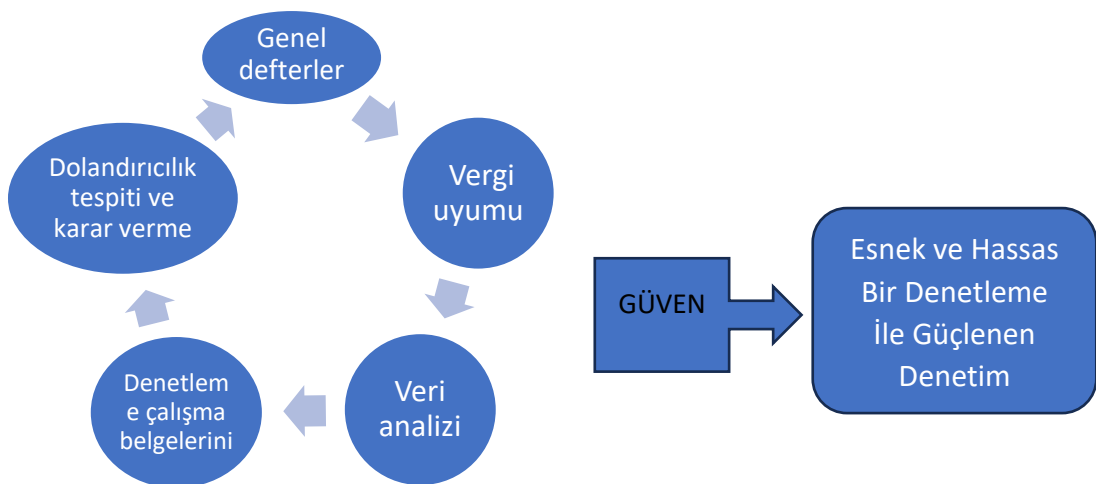 Genel
defterler
Vergi
uyumu
Veri
analizi
Denetlem
e çalışma
belgelerini
Dolandırıcılık
tespiti ve
karar verme
GÜVEN
Esnek ve Hassas
Bir Denetleme
İle Güçlenen
Denetim